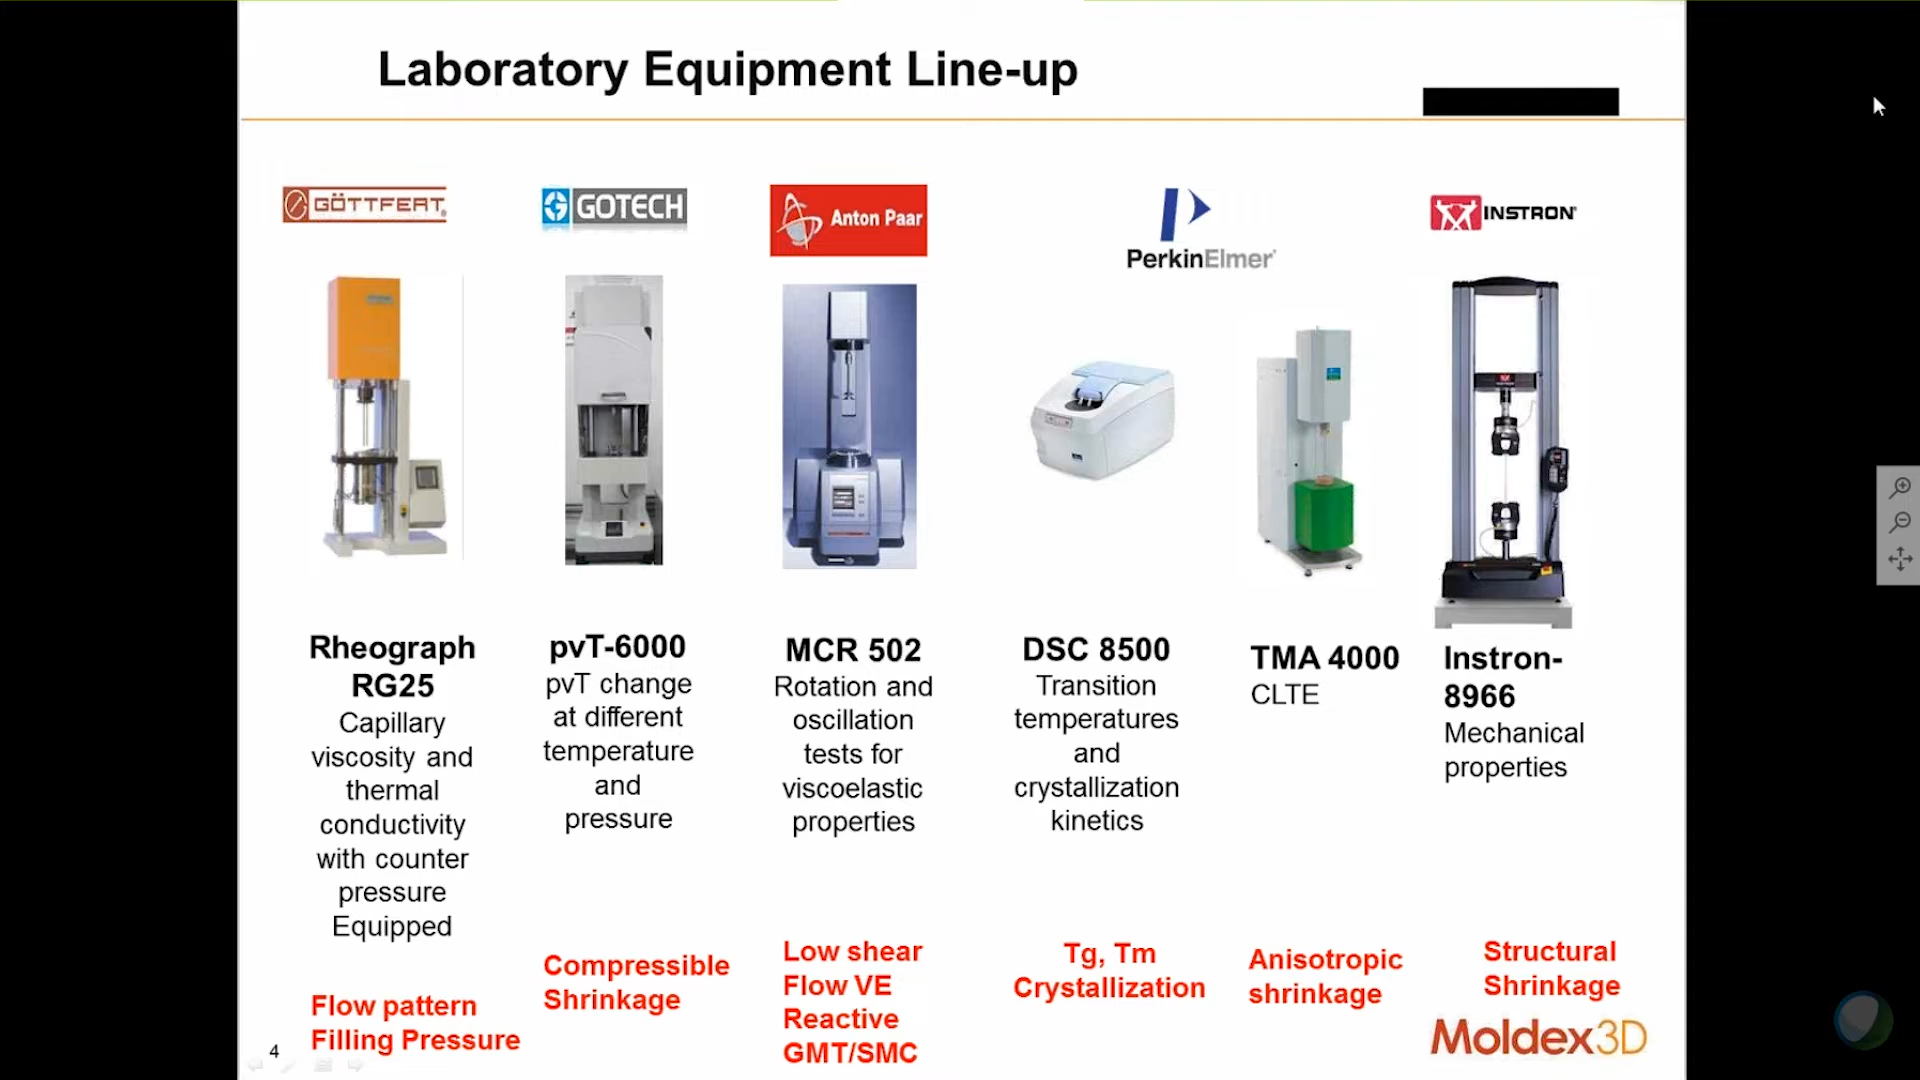 Laboratory Equipment Line-up
GÖTTFERT
GOTECH
Anton Paar
PerkinElmer
INSTRON
Rheograph
RG25
Capillary
viscosity and
thermal
conductivity
with counter
pressure
Equipped
Flow pattern
Filling Pressure
pvT-6000
pvT change
at different
temperature
and
pressure
Compressible
Shrinkage
MCR 502
Rotation and
oscillation
tests for
viscoelastic
properties
Low shear
Flow VE
Reactive
GMT/SMC
DSC 8500
Transition
temperatures
and
crystallization
kinetics
Tg, Tm
Crystallization
TMA 4000
CLTE
Anisotropic
shrinkage
Instron-
8966
Mechanical
properties
Structural
Shrinkage
4
Moldex3D